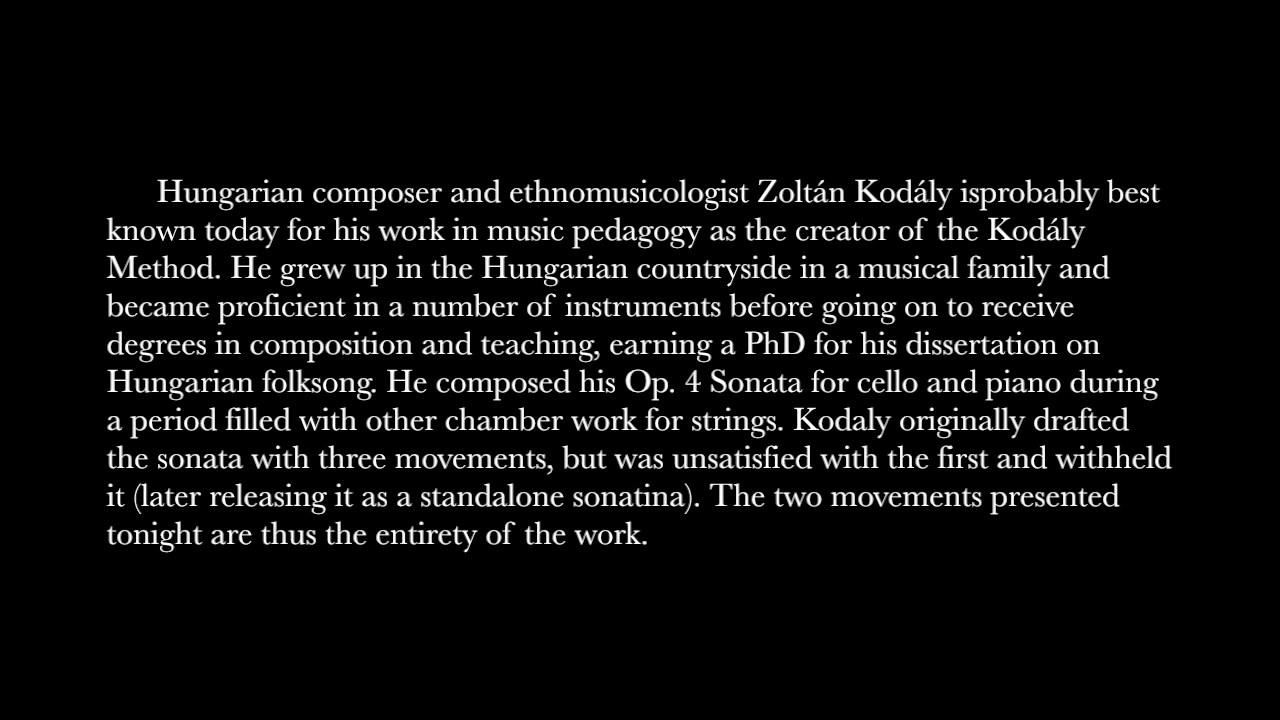 Hungarian composer and ethnomusicologist Zoltán Kodály isprobably best
known today for his work in music pedagogy as the creator of the Kodály
Method. He grew up in the Hungarian countryside in a musical family and
became proficient in a number of instruments before going on to receive
degrees in composition and teaching, earning a PhD for his dissertation on
Hungarian folksong. He composed his Op. 4 Sonata for cello and piano during
a period filled with other chamber work for strings. Kodaly originally drafted
the sonata with three movements, but was unsatisfied with the first and withheld
it (later releasing it as a standalone sonatina). The two movements presented
tonight are thus the entirety of the work.